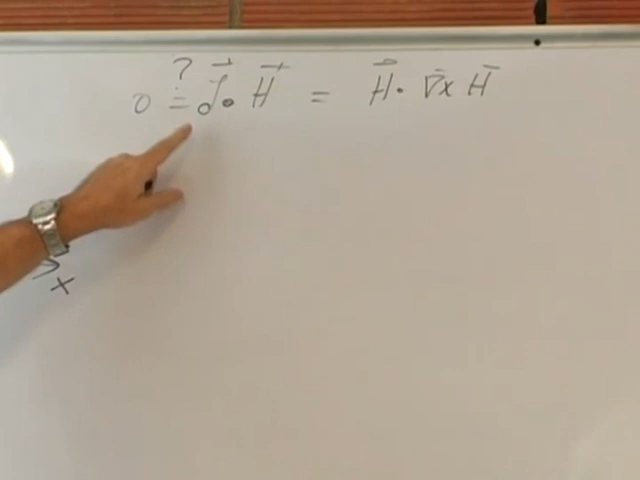 0 ≟ J⃗ • H⃗ = H⃗ • ∇⃗ x H⃗
x